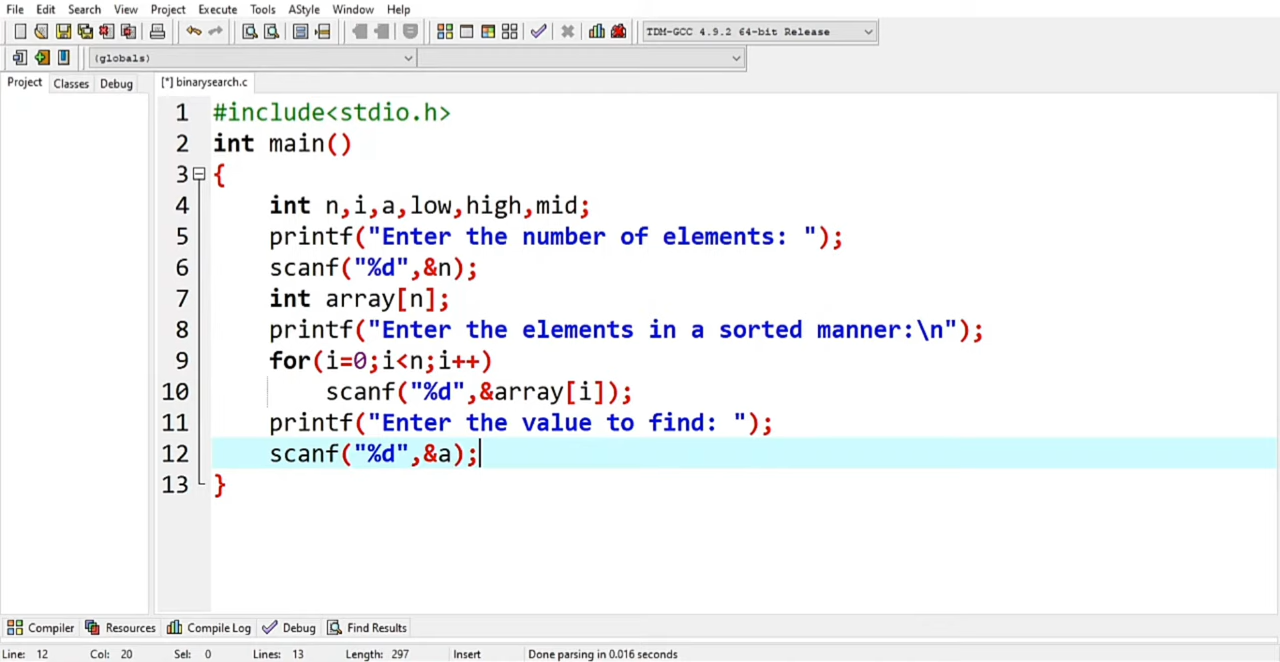 File Edit Search View Project Execute Tools AStyle Window Help
TDM-GCC 4.9.2 64-bit Release
(globals)
Project Classes Debug [*] binarysearch.c
1 #include<stdio.h>
2 int main()
3 {
4 int n,i,a,low,high,mid;
5 printf("Enter the number of elements: ");
6 scanf("%d",&n);
7 int array[n];
8 printf("Enter the elements in a sorted manner:\n");
9 for(i=0;i<n;i++)
10 scanf("%d",&array[i]);
11 printf("Enter the value to find: ");
12 scanf("%d",&a);
13 }
Compiler Resources Compile Log Debug Find Results
Line: 12 Col: 20 Sel: 0 Lines: 13 Length: 297 Insert Done parsing in 0.016 seconds